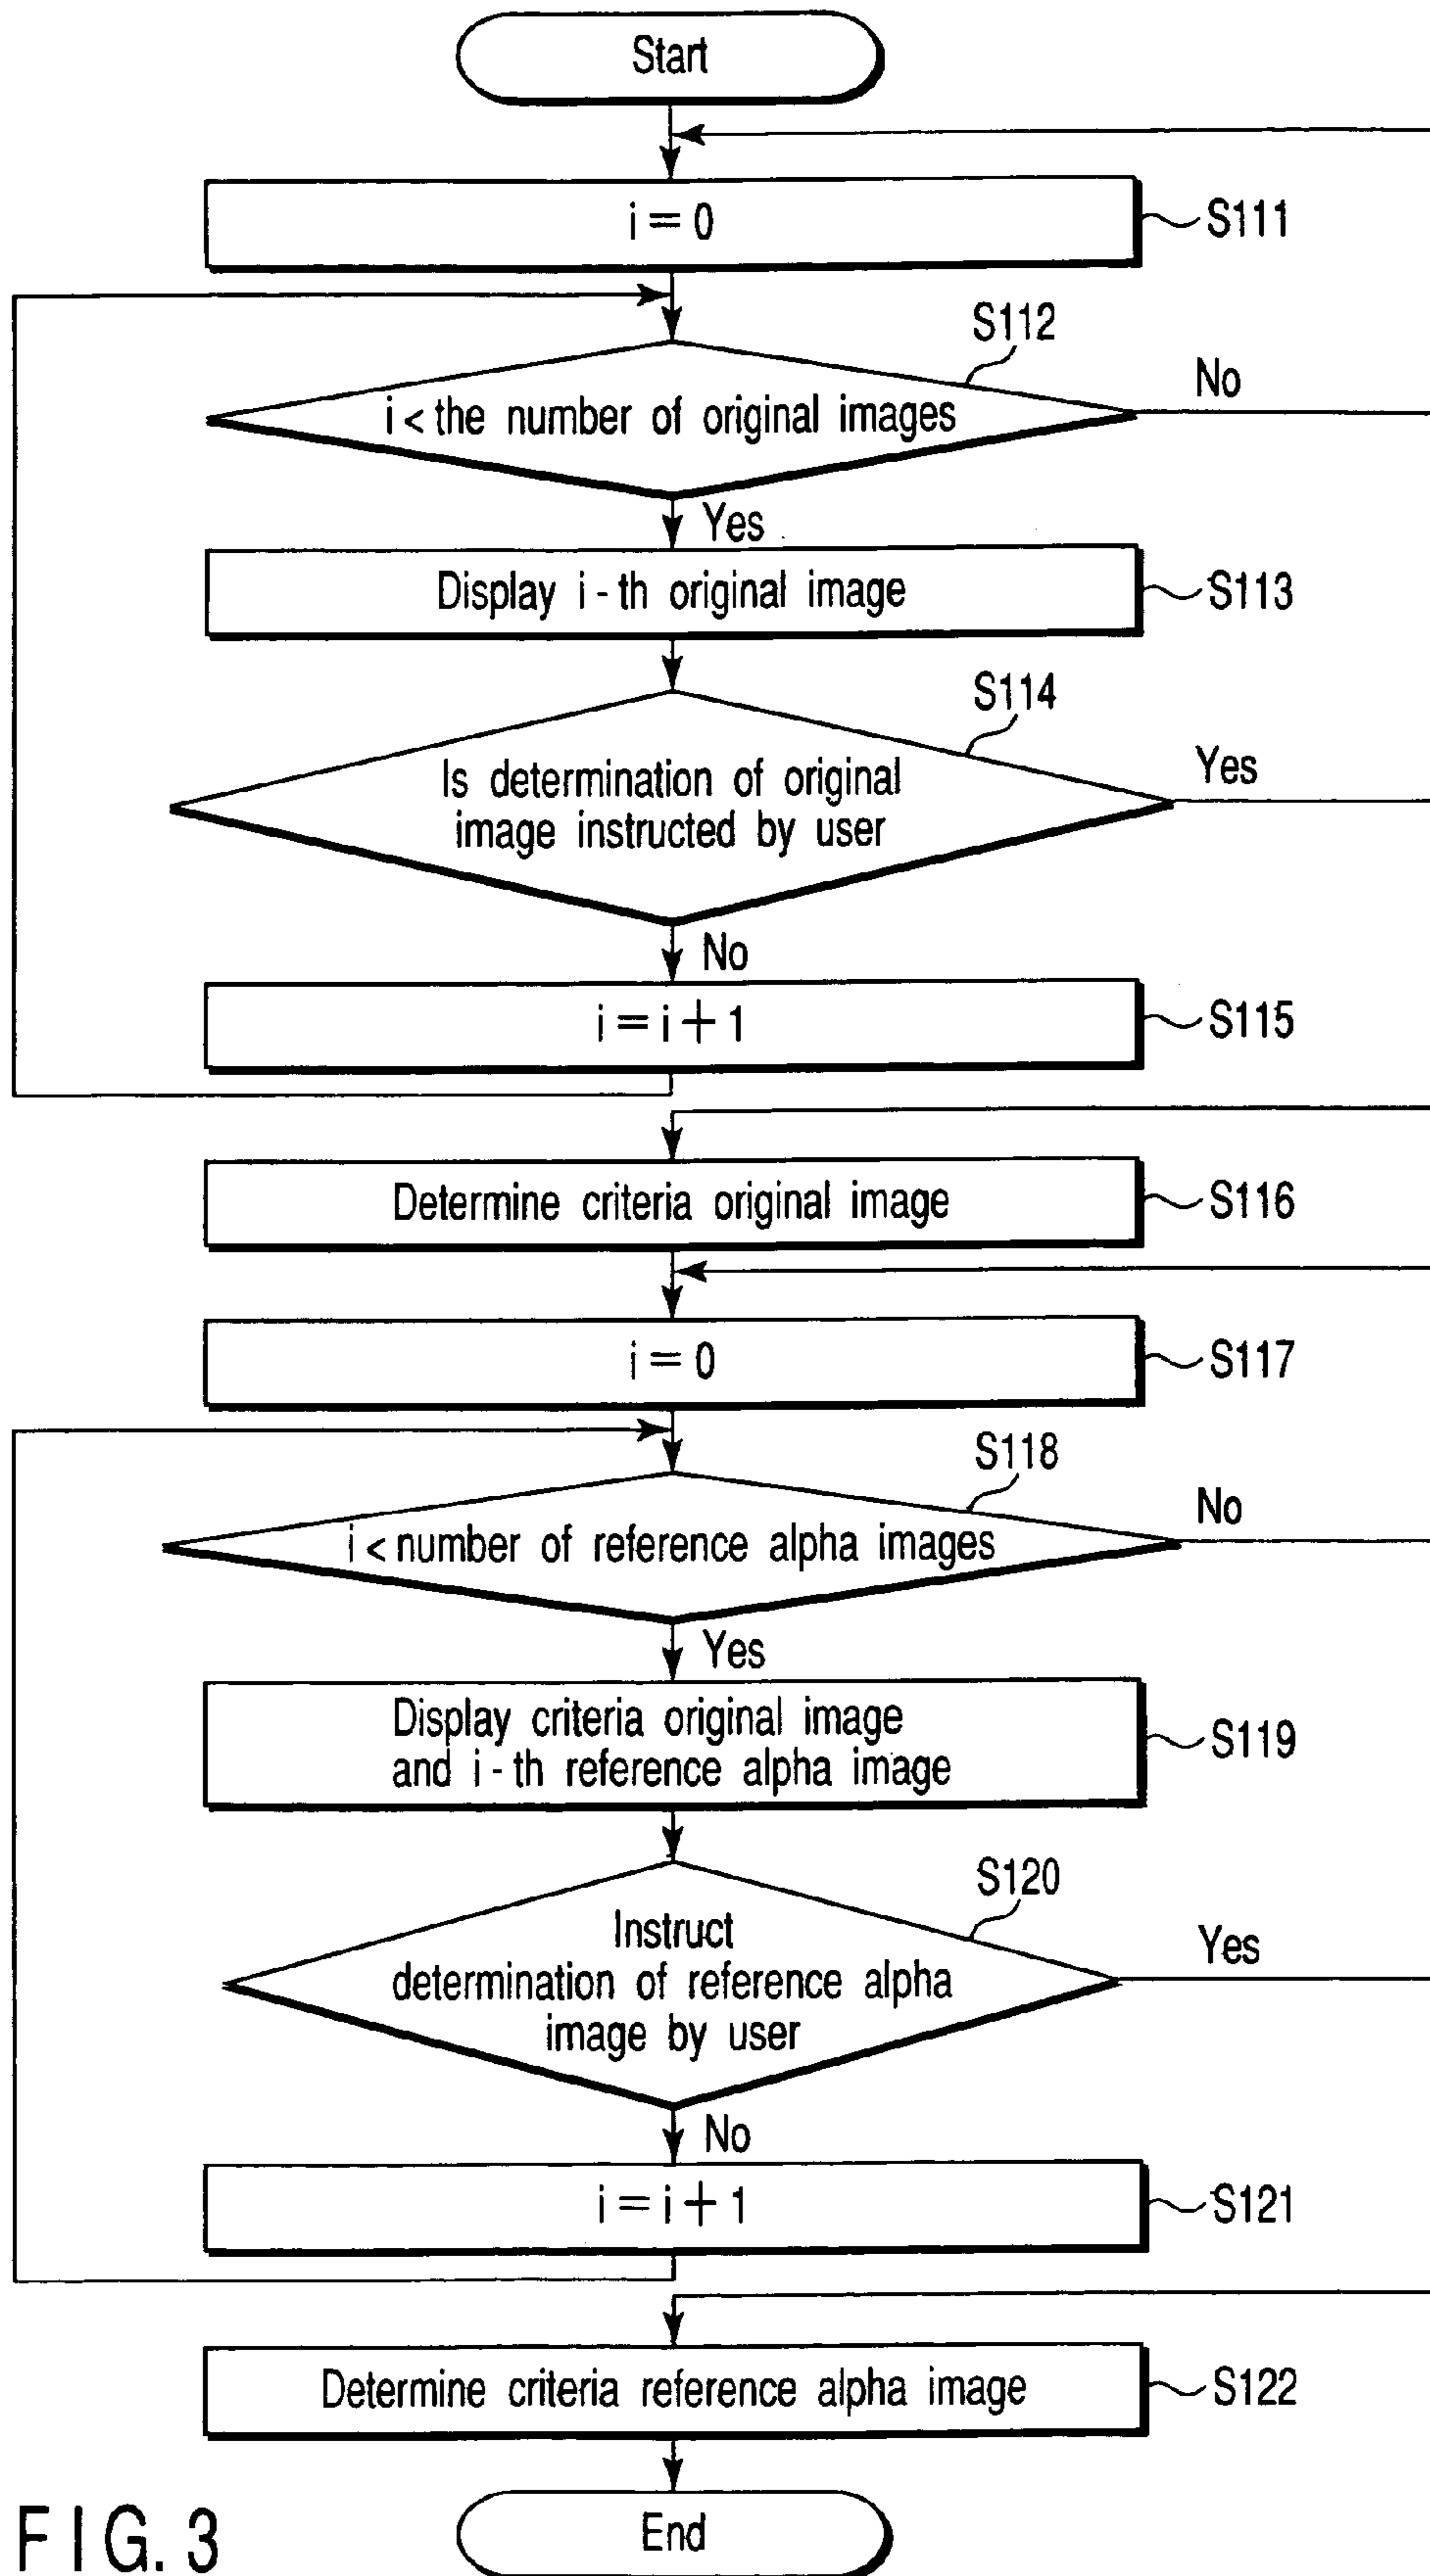 Start
i = 0
S111
S112
i < the number of original images
No
Yes
Display i - th original image
S113
S114
Is determination of original
image instructed by user
Yes
No
i = i + 1
S115
Determine criteria original image
S116
i = 0
S117
S118
i < number of reference alpha images
No
Yes
Display criteria original image
and i - th reference alpha image
S119
S120
Instruct
determination of reference alpha
image by user
Yes
No
i = i + 1
S121
Determine criteria reference alpha image
S122
End
FIG. 3